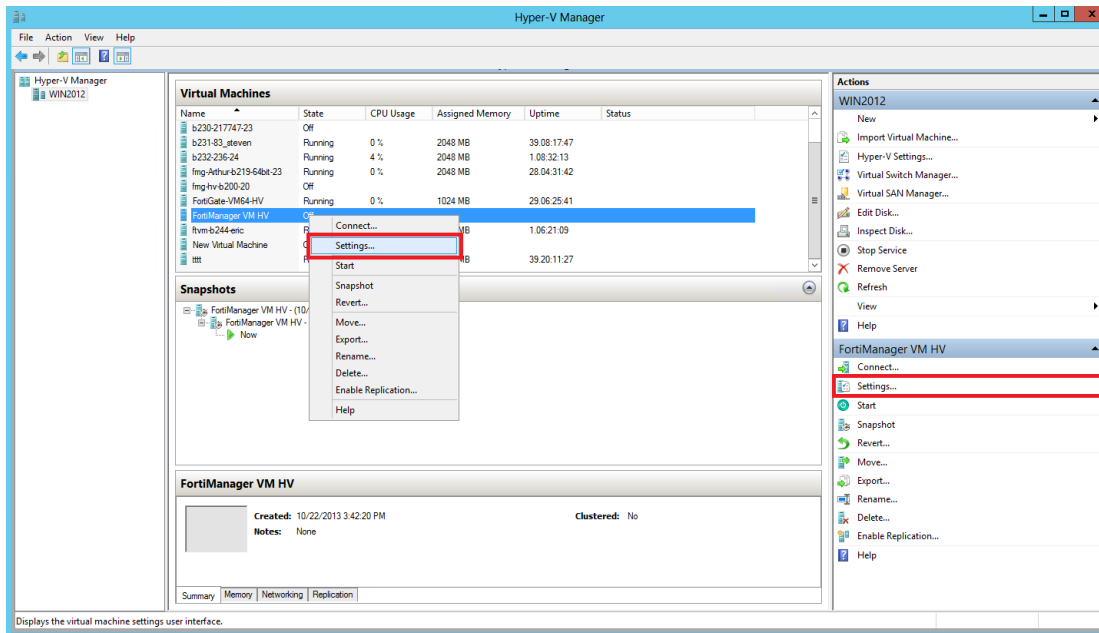 Hyper-V Manager
File Action View Help
Hyper-V Manager
WIN2012
Virtual Machines
Name State CPU Usage Assigned Memory Uptime Status
b230-217747-23 Off
b231-83_steven Running 0 % 2048 MB 39.08:17:47
b232-236-24 Running 4 % 2048 MB 1.08:32:13
fmg-Arthur-b219-64bit-23 Running 0 % 2048 MB 28.04:31:42
fmg-hv-b200-20 Off
FortiGate-VM64-HV Running 0 % 1024 MB 29.06:25:41
FortiManager VM HV
ftvm-b244-eric 1.06:21:09
New Virtual Machine
tttt 39.20:11:27
Connect...
Settings...
Start
Snapshot
Revert...
Move...
Export...
Rename...
Delete...
Enable Replication...
Help
Snapshots
FortiManager VM HV - (10/
FortiManager VM HV -
Now
FortiManager VM HV
Created: 10/22/2013 3:42:20 PM Clustered: No
Notes: None
Summary Memory Networking Replication
Actions
WIN2012
New
Import Virtual Machine...
Hyper-V Settings...
Virtual Switch Manager...
Virtual SAN Manager...
Edit Disk...
Inspect Disk...
Stop Service
Remove Server
Refresh
View
Help
FortiManager VM HV
Connect...
Settings...
Start
Snapshot
Revert...
Move...
Export...
Rename...
Delete...
Enable Replication...
Help
Displays the virtual machine settings user interface.